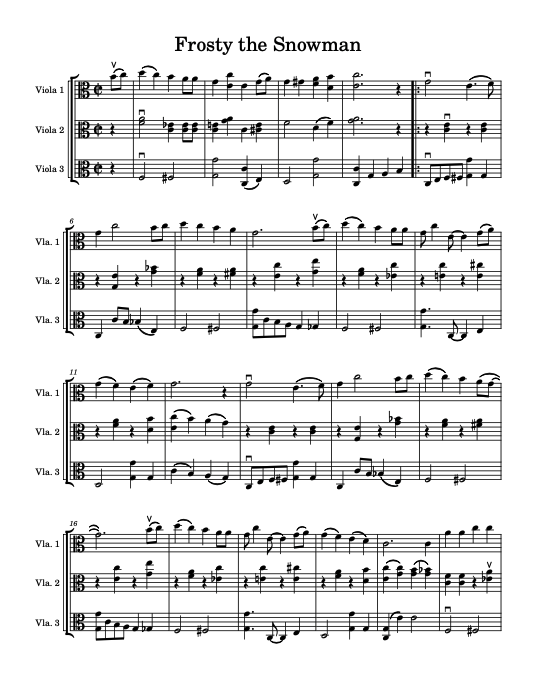 Frosty the Snowman
Viola 1
Viola 2
Viola 3
6
Vla. 1
Vla. 2
Vla. 3
11
Vla. 1
Vla. 2
Vla. 3
16
Vla. 1
Vla. 2
Vla. 3